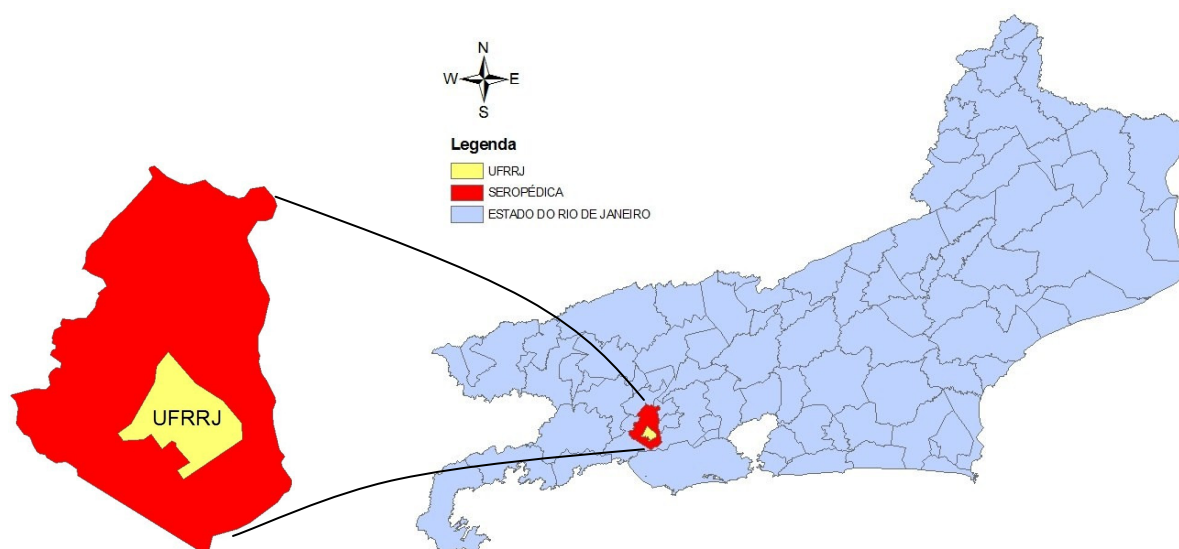 N
W E
S
Legenda
UFRRJ
SEROPÉDICA
ESTADO DO RIO DE JANEIRO
UFRRJ